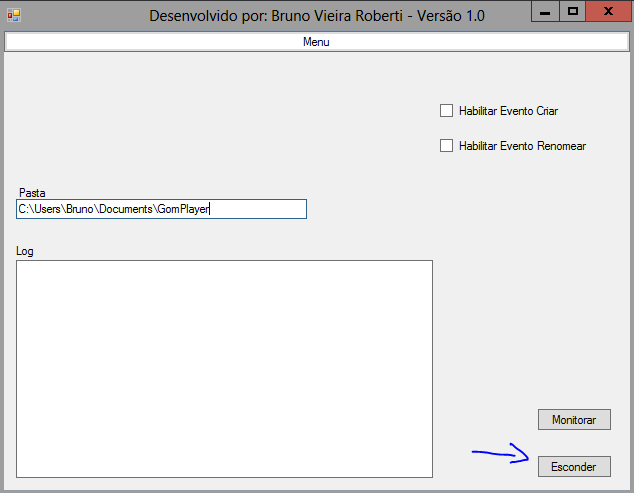 Desenvolvido por: Bruno Vieira Roberti - Versão 1.0
Menu
Habilitar Evento Criar
Habilitar Evento Renomear
Pasta
C:\Users\Bruno\Documents\GomPlayer
Log
Monitorar
Esconder